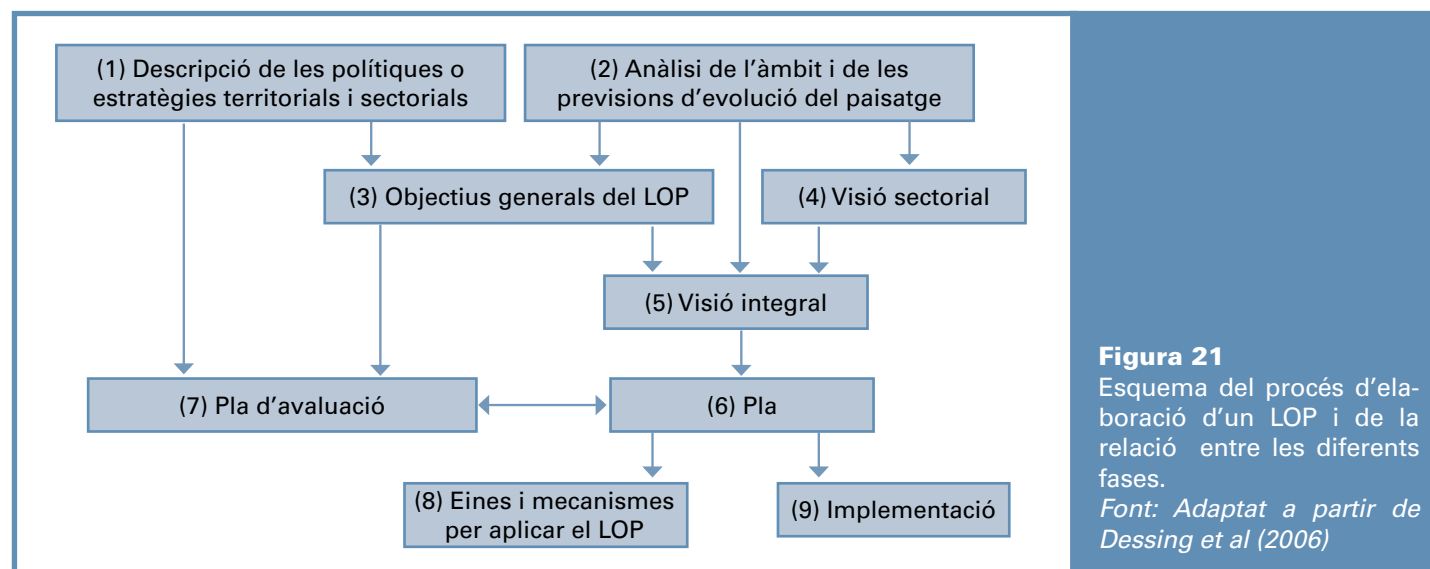 (1) Descripció de les polítiques o
estratègies territorials i sectorials
(2) Anàlisi de l’àmbit i de les
previsions d’evolució del paisatge
(3) Objectius generals del LOP
(4) Visió sectorial
(5) Visió integral
(7) Pla d’avaluació
(6) Pla
(8) Eines i mecanismes
per aplicar el LOP
(9) Implementació
Figura 21
Esquema del procés d’ela-
boració d’un LOP i de la
relació entre les diferents
fases.
Font: Adaptat a partir de
Dessing et al (2006)